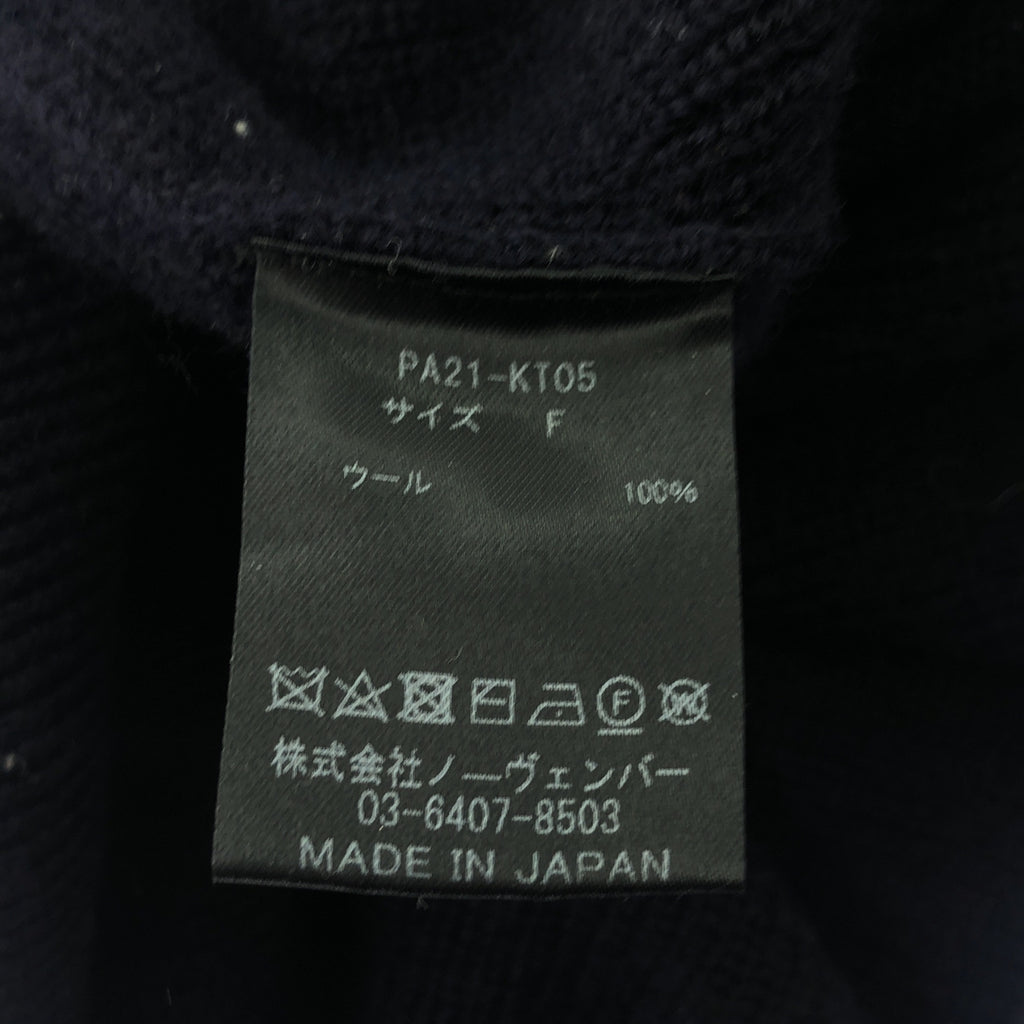 PA21-KT05
サイズ F
ウール 100%
F W
株式会社ノーヴェンバー
03-6407-8503
MADE IN JAPAN